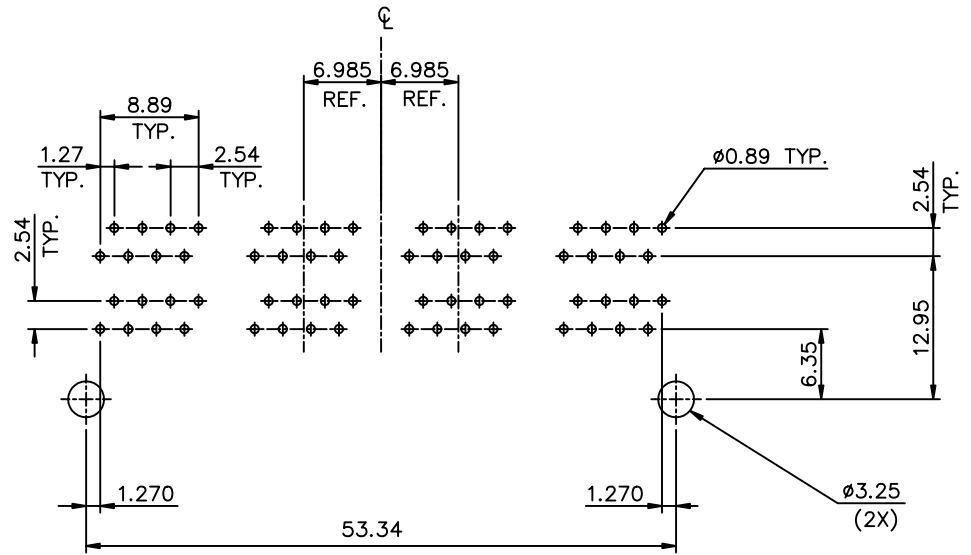 ℄
6.985 6.985
REF. REF.
8.89
TYP.
1.27 2.54
TYP. TYP.
ø0.89 TYP.
2.54
TYP.
2.54
TYP.
12.95
6.35
1.270
1.270
ø3.25
(2X)
53.34